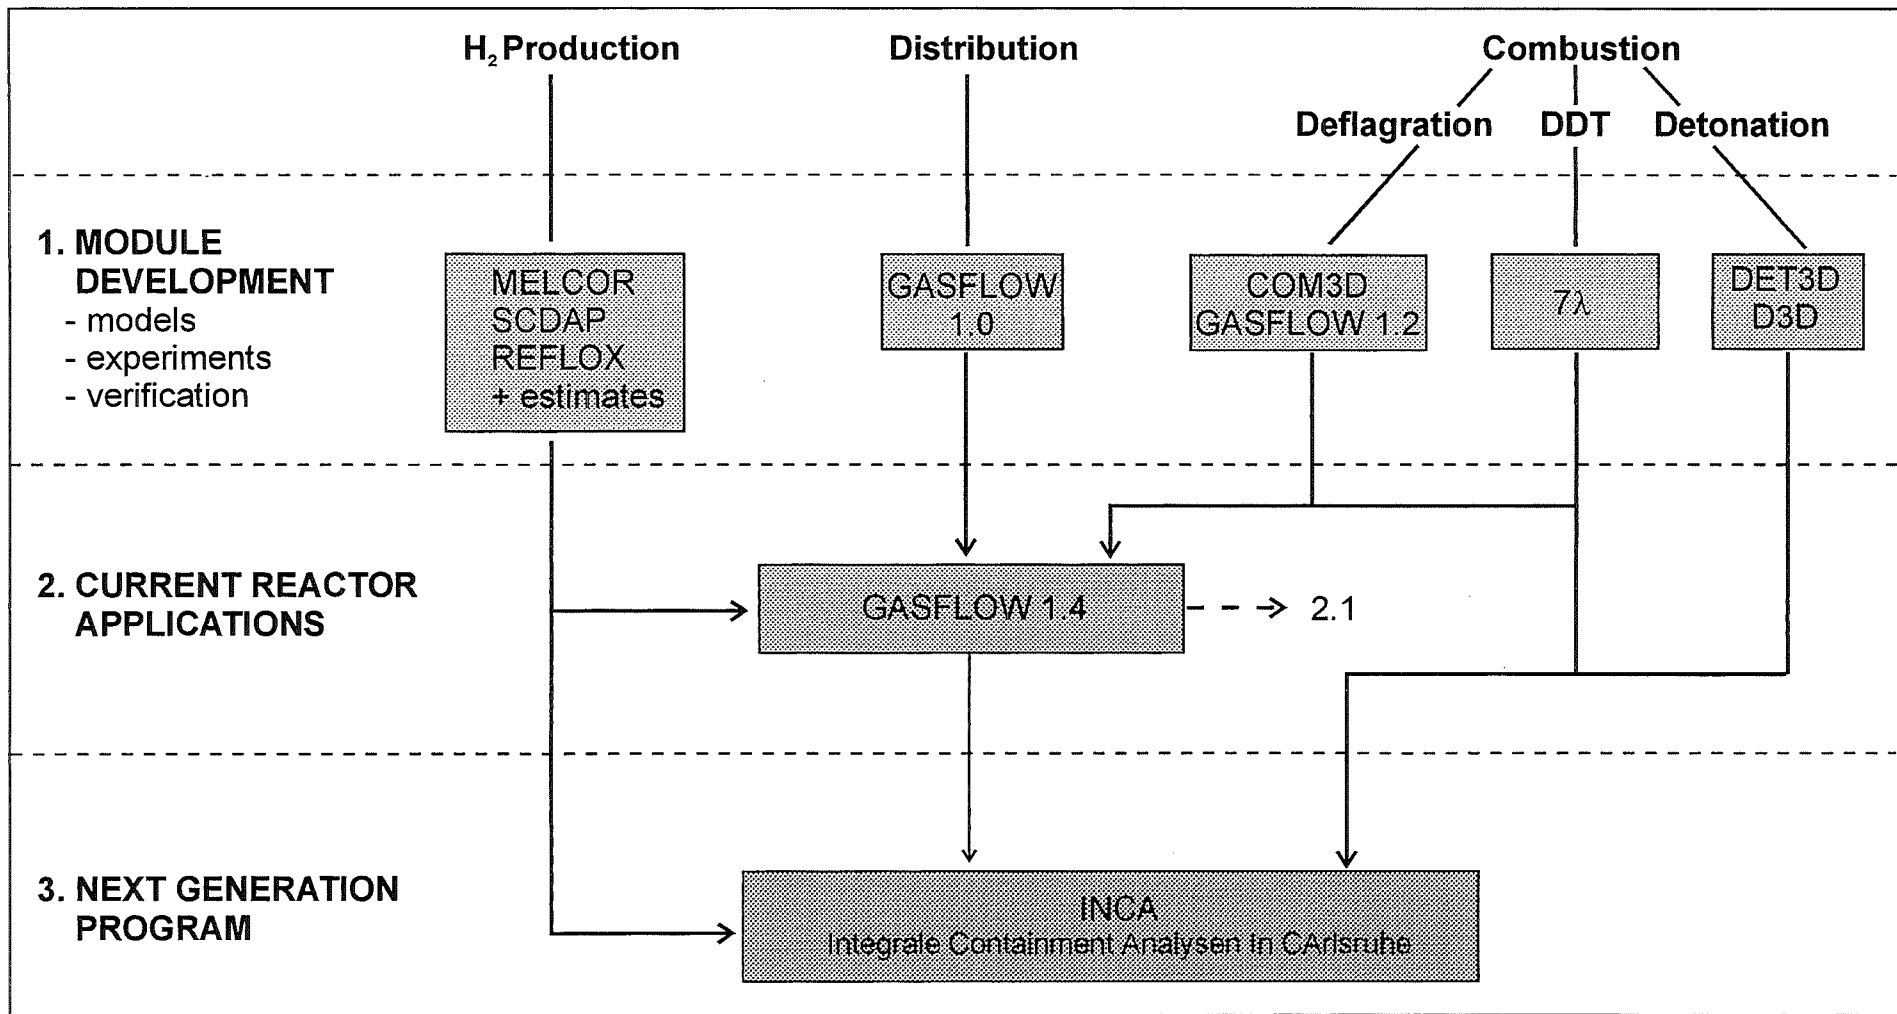 H₂ Production
Distribution
Combustion
Deflagration
DDT
Detonation
1. MODULE
DEVELOPMENT
- models
- experiments
- verification
MELCOR
SCDAP
REFLOX
+ estimates
GASFLOW
1.0
COM3D
GASFLOW 1.2
7λ
DET3D
D3D
2. CURRENT REACTOR
APPLICATIONS
GASFLOW 1.4
2.1
3. NEXT GENERATION
PROGRAM
INCA
Integrale Containment Analysen in CArlsruhe